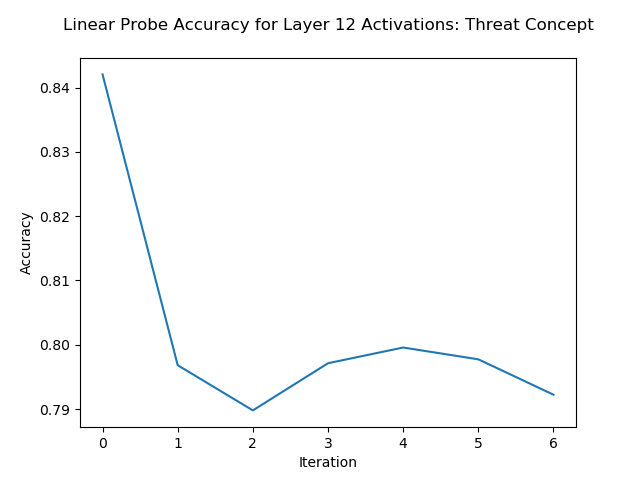 Linear Probe Accuracy for Layer 12 Activations: Threat Concept
0.84
0.83
0.82
0.81
0.80
0.79
Accuracy
0 1 2 3 4 5 6
Iteration